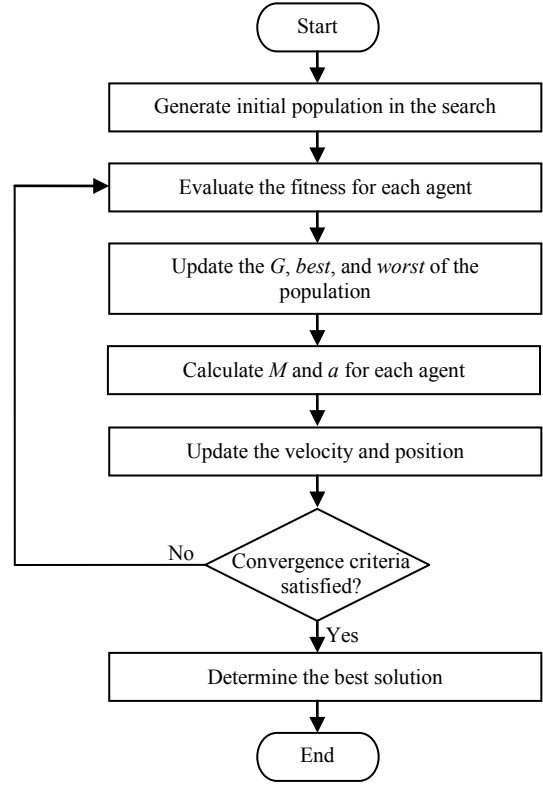 Start
Generate initial population in the search
Evaluate the fitness for each agent
Update the G, best, and worst of the
population
Calculate M and a for each agent
Update the velocity and position
No
Convergence criteria
satisfied?
Yes
Determine the best solution
End